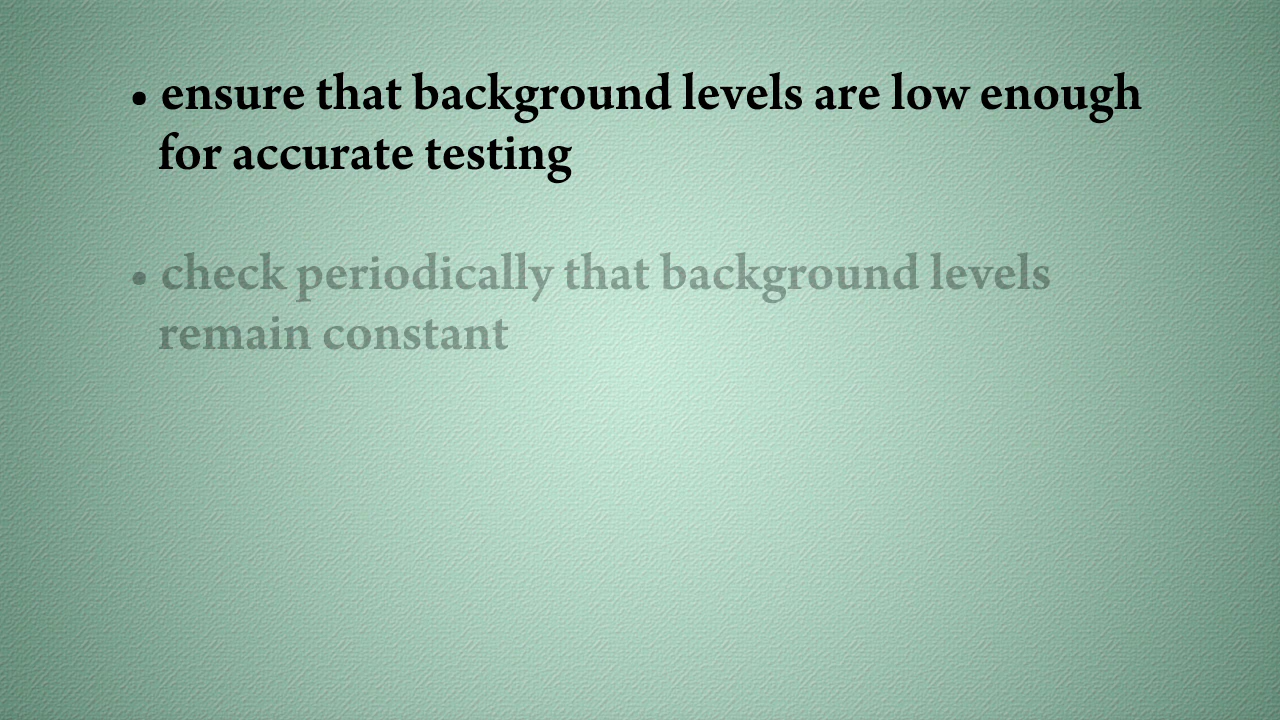 • ensure that background levels are low enough
for accurate testing
• check periodically that background levels
remain constant